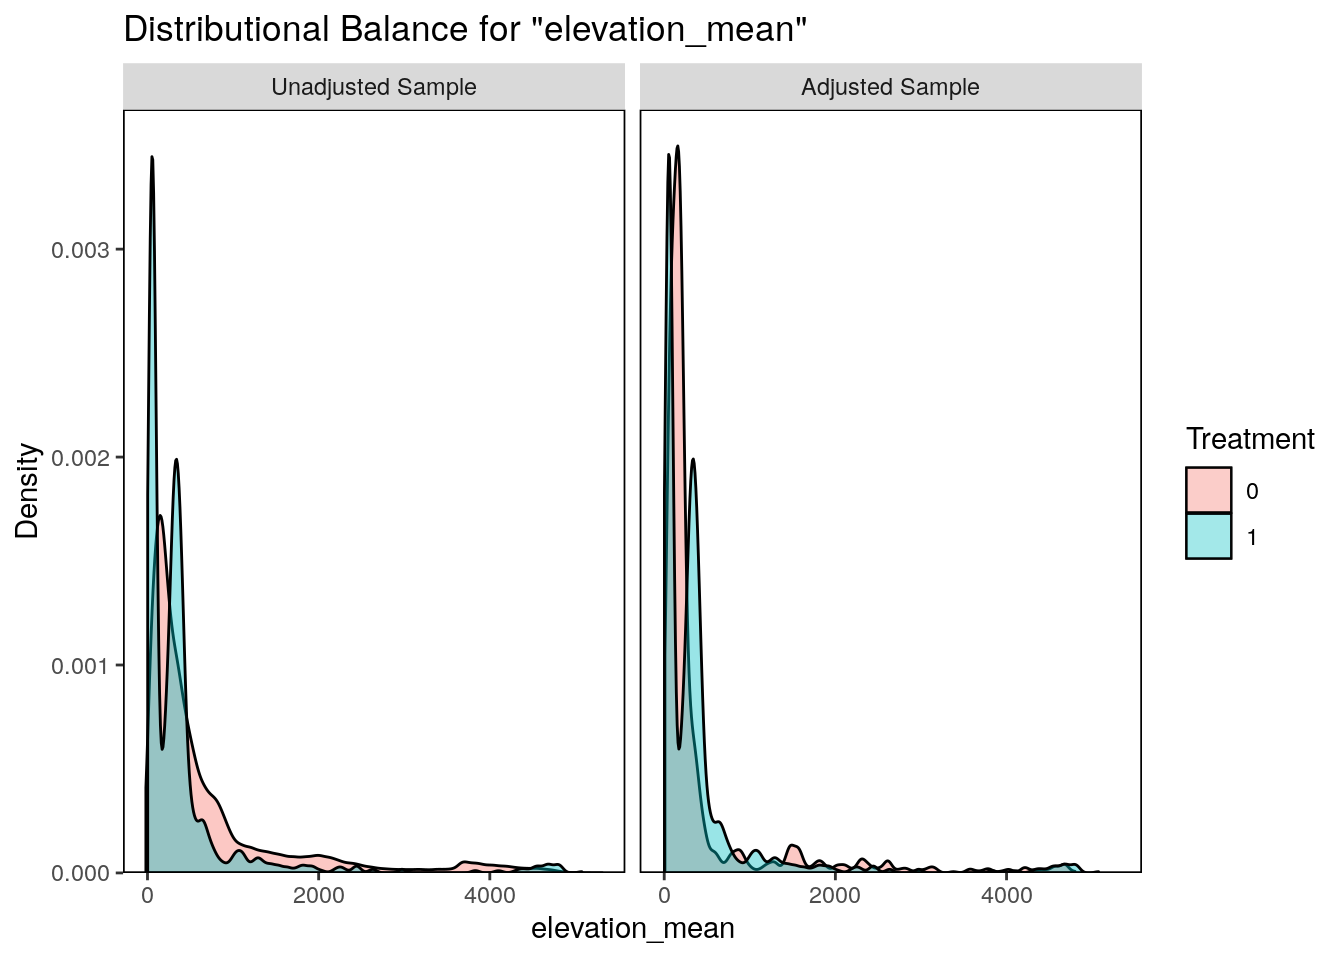 Distributional Balance for "elevation_mean"
Unadjusted Sample
Adjusted Sample
Density
0.003
0.002
0.001
0.000
0
2000
4000
0
2000
4000
elevation_mean
Treatment
0
1